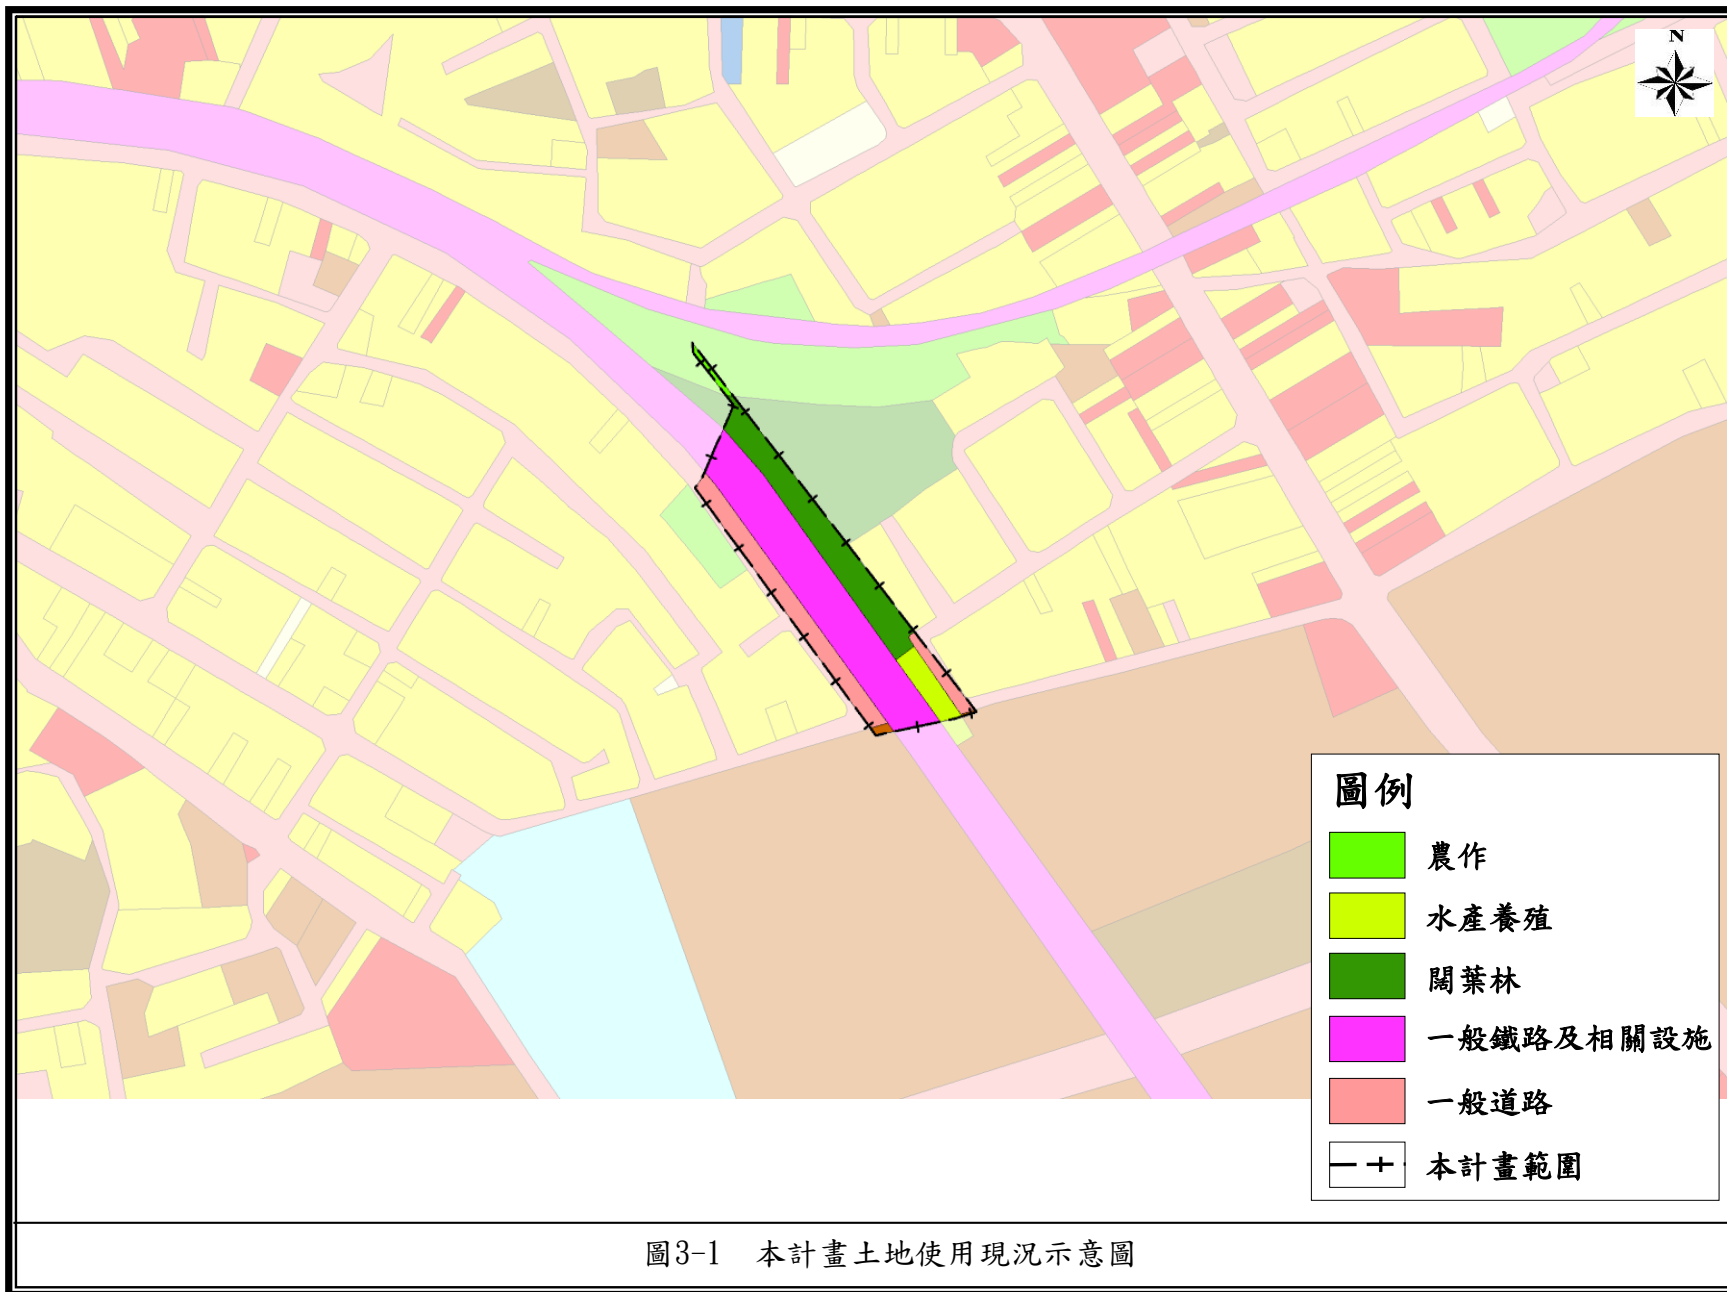 N
圖例
農作
水產養殖
闊葉林
一般鐵路及相關設施
一般道路
本計畫範圍
圖3-1 本計畫土地使用現況示意圖